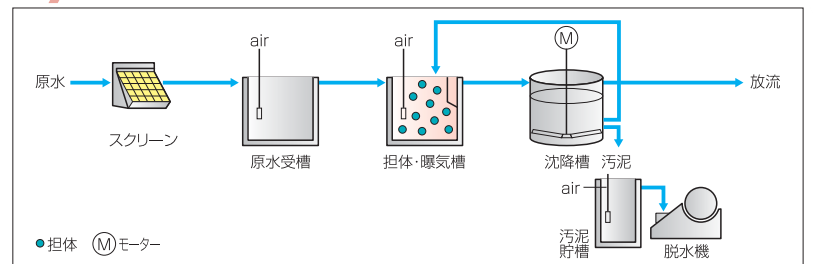 air
air
M
原水
放流
スクリーン
原水受槽
担体・曝気槽
沈降槽
汚泥
air
汚泥
貯槽
脱水機
担体
M モーター